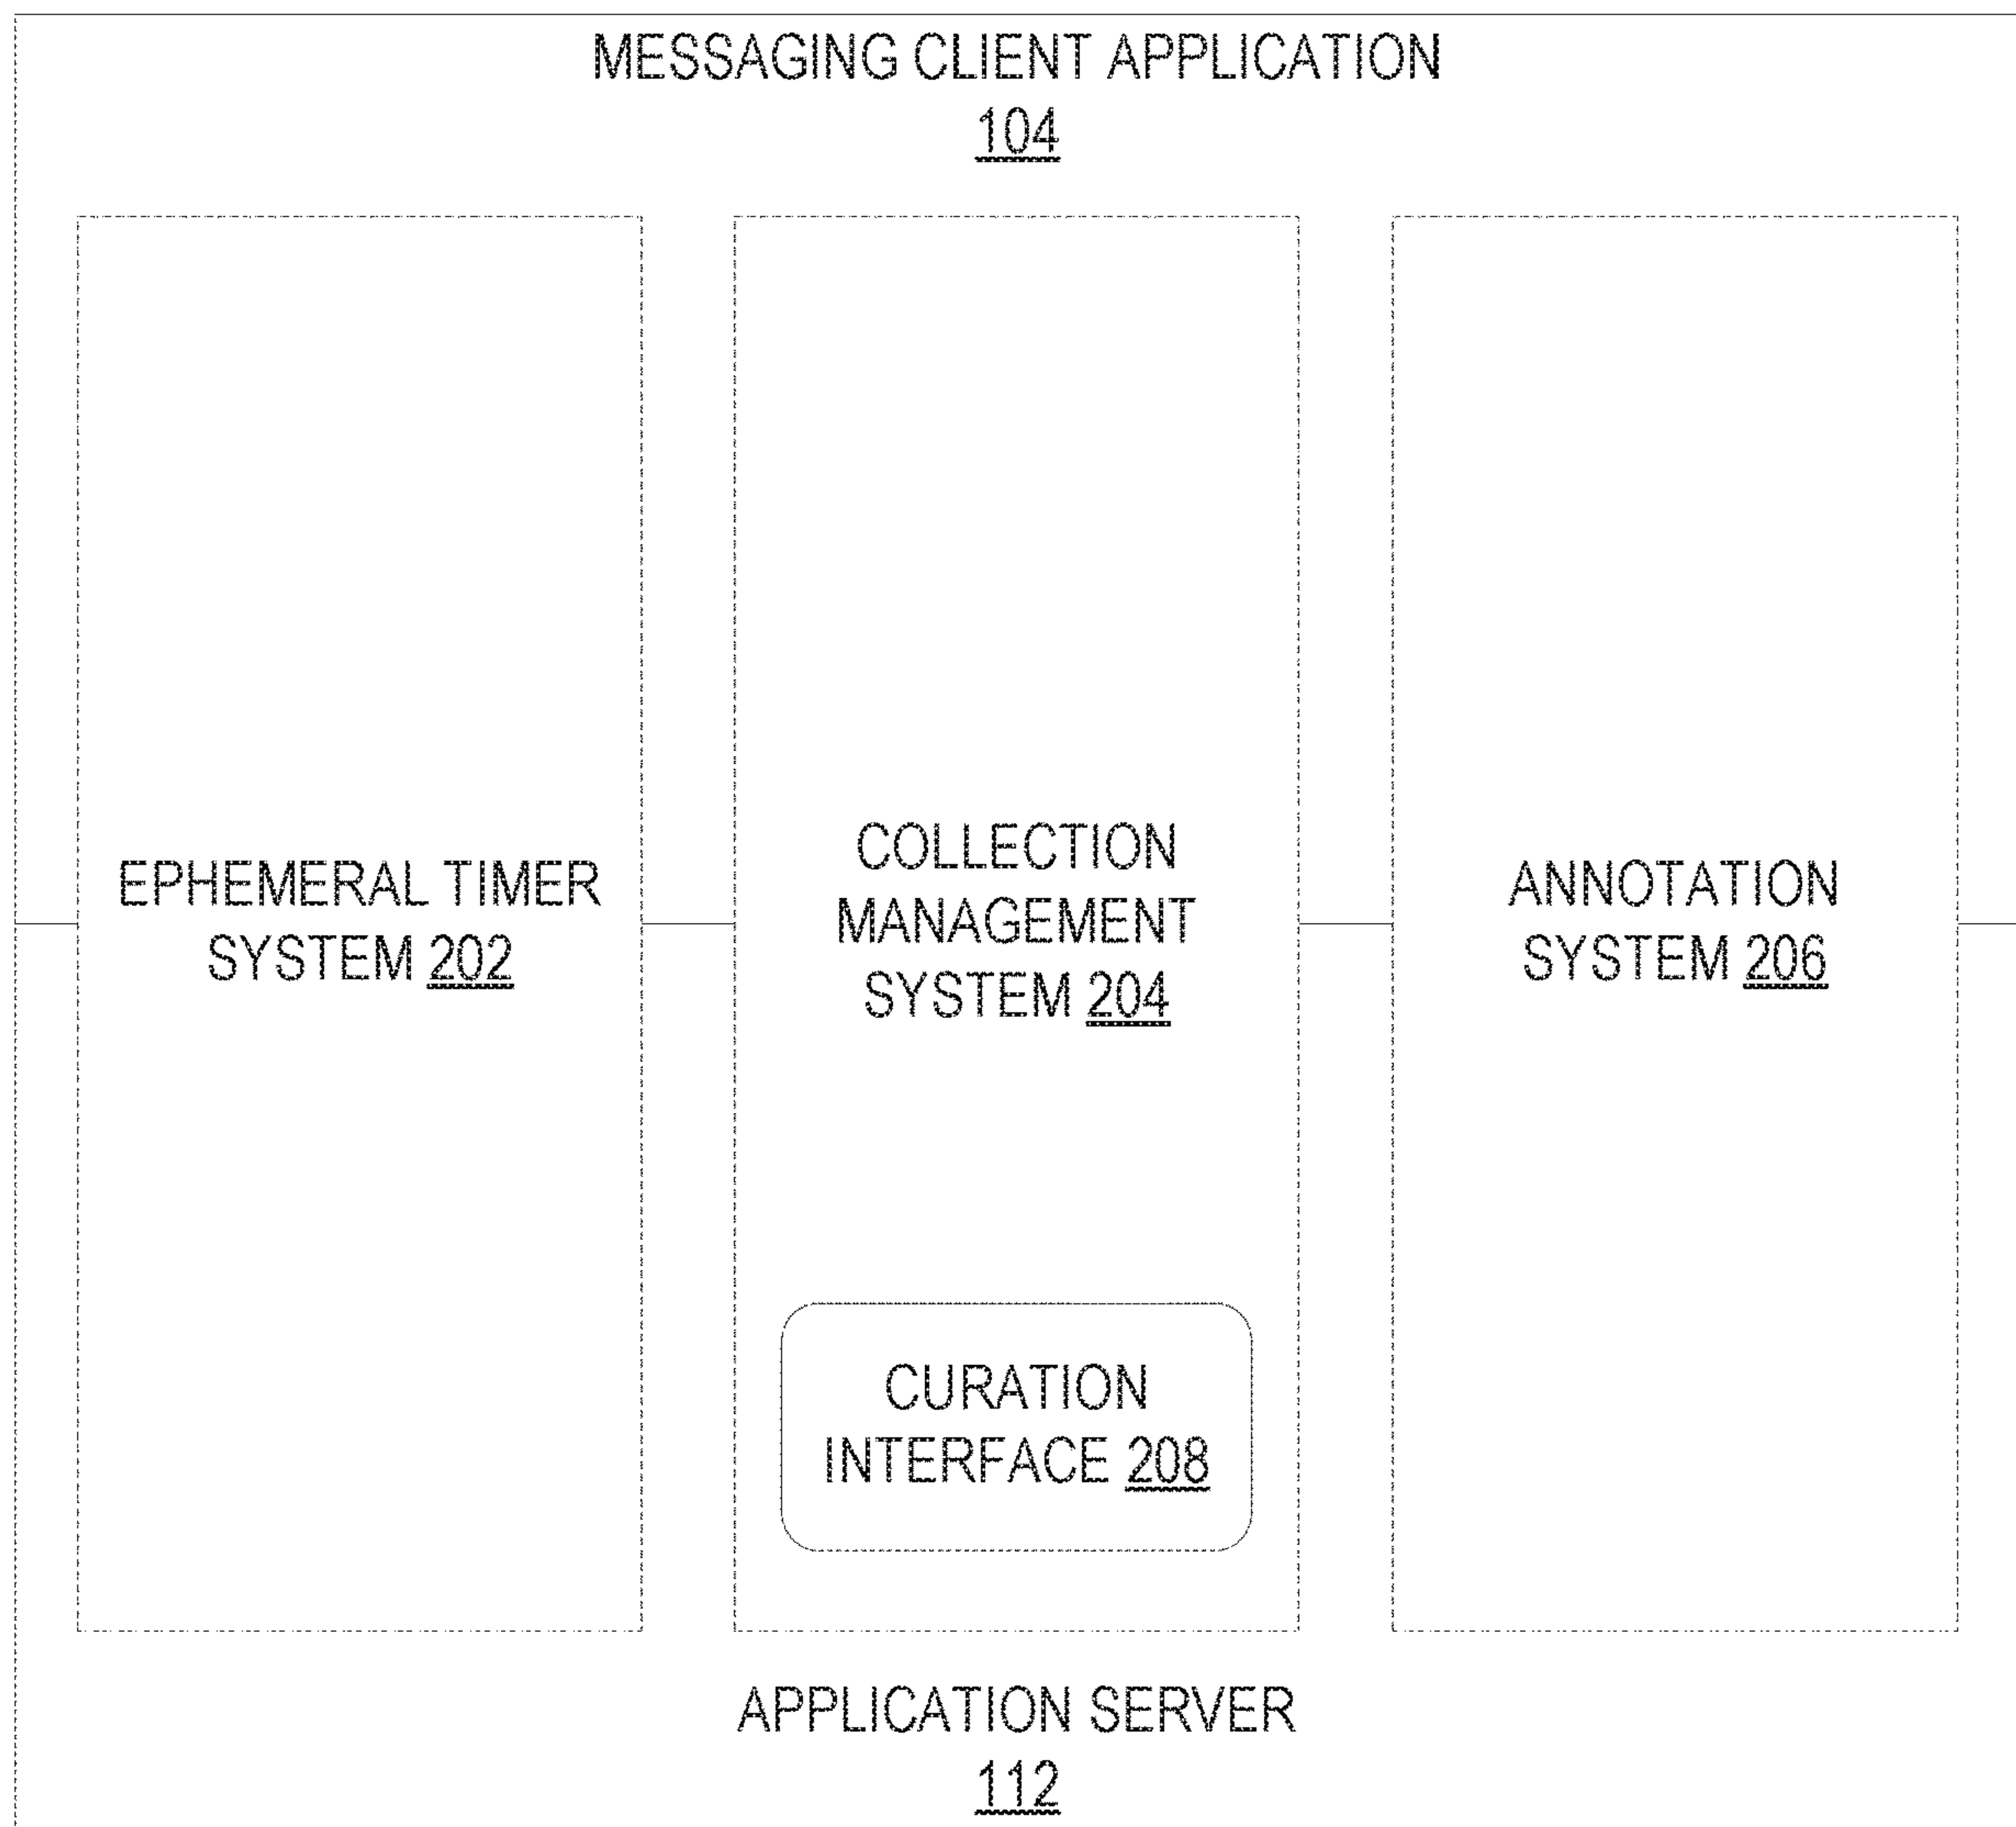 MESSAGING CLIENT APPLICATION
104
EPHEMERAL TIMER
SYSTEM 202
COLLECTION
MANAGEMENT
SYSTEM 204
CURATION
INTERFACE 208
ANNOTATION
SYSTEM 206
APPLICATION SERVER
112